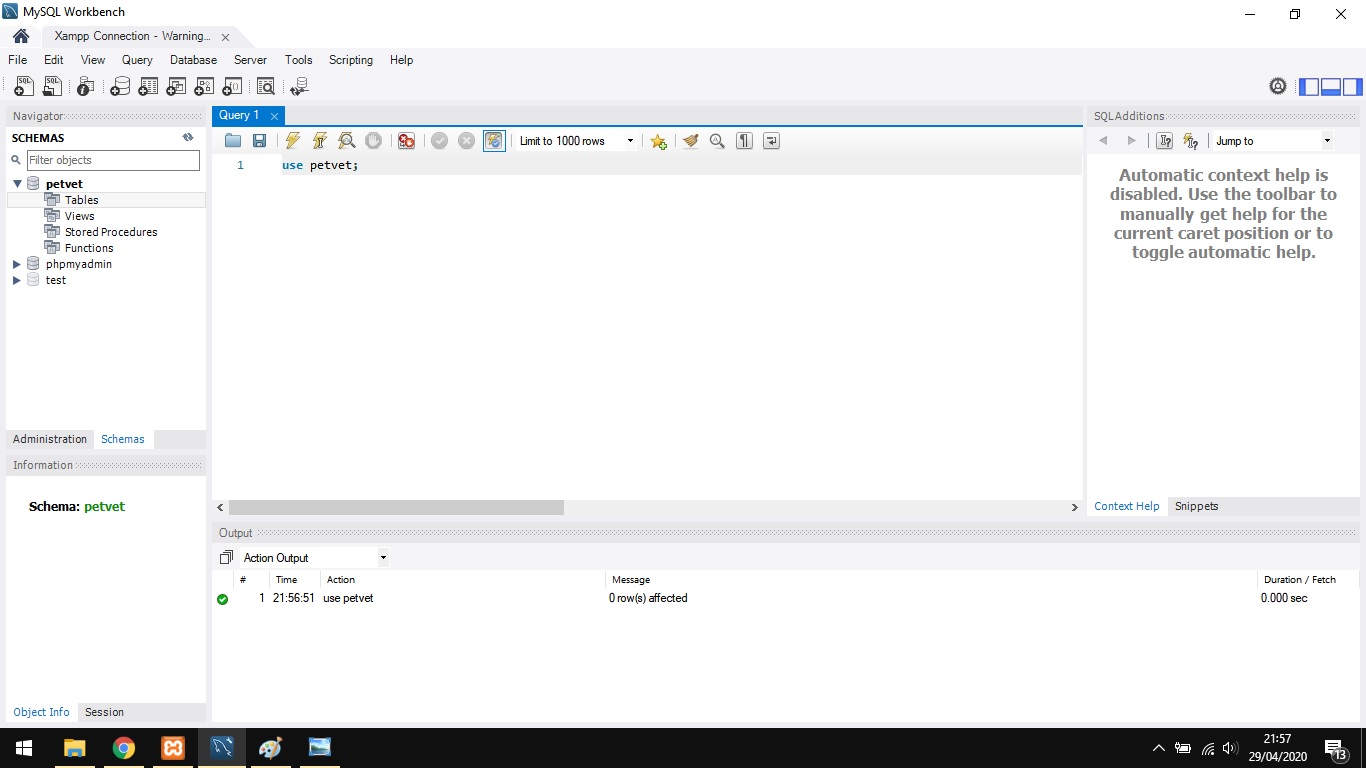 MySQL Workbench
Xampp Connection - Warning...
File Edit View Query Database Server Tools Scripting Help
Navigator
SCHEMAS
Filter objects
petvet
Tables
Views
Stored Procedures
Functions
phpmyadmin
test
Administration Schemas
Information
Schema: petvet
Object Info Session
Query 1
Limit to 1000 rows
1 use petvet;
SQLAdditions
Jump to
Automatic context help is
disabled. Use the toolbar to
manually get help for the
current caret position or to
toggle automatic help.
Context Help Snippets
Output
Action Output
# Time Action Message Duration / Fetch
1 21:56:51 use petvet 0 row(s) affected 0.000 sec
21:57
29/04/2020
13